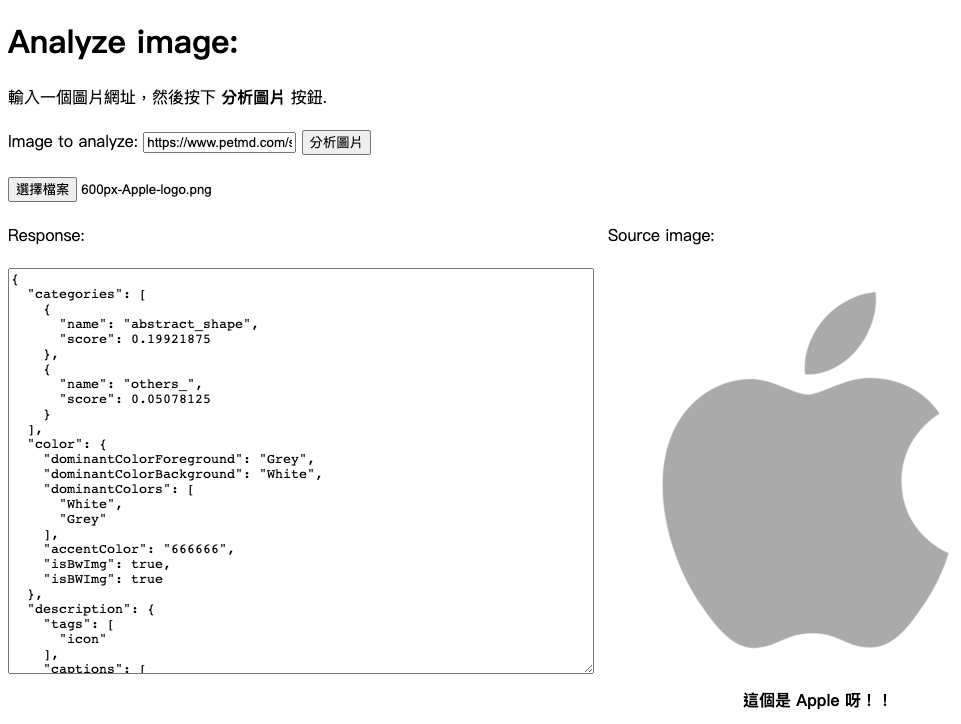 Analyze image:
輸入一個圖片網址，然後按下 分析圖片 按鈕.
Image to analyze: https://www.petmd.com/s 分析圖片
選擇檔案 600px-Apple-logo.png
Response:
Source image:
{
  "categories": [
    {
      "name": "abstract_shape",
      "score": 0.19921875
    },
    {
      "name": "others_",
      "score": 0.05078125
    }
  ],
  "color": {
    "dominantColorForeground": "Grey",
    "dominantColorBackground": "White",
    "dominantColors": [
      "White",
      "Grey"
    ],
    "accentColor": "666666",
    "isBwImg": true,
    "isBWImg": true
  },
  "description": {
    "tags": [
      "icon"
    ],
    "captions": [
這個是 Apple 呀！！